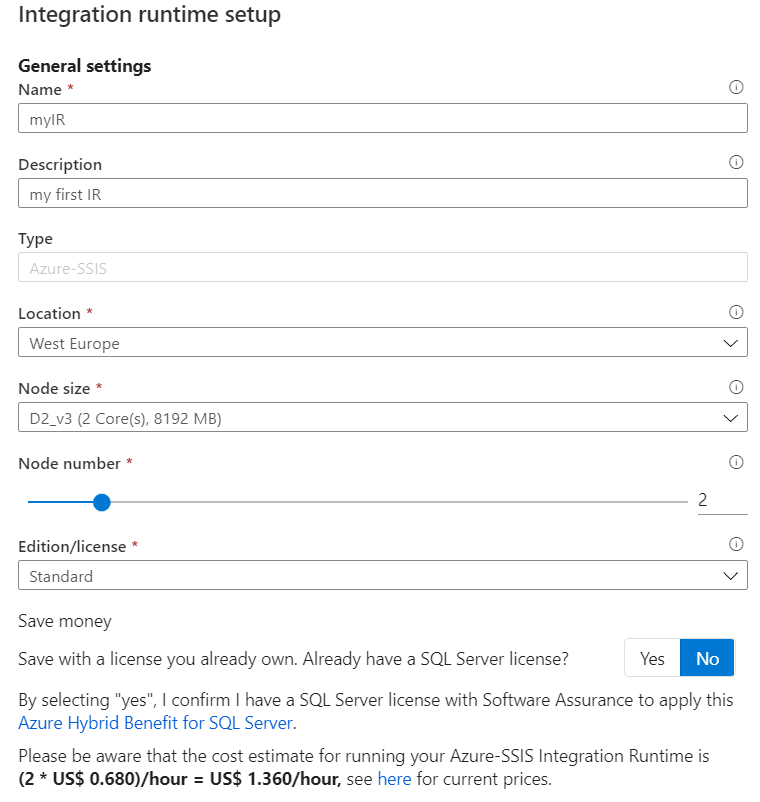 Integration runtime setup
General settings
Name *
myIR
Description
my first IR
Type
Azure-SSIS
Location *
West Europe
Node size *
D2_v3 (2 Core(s), 8192 MB)
Node number *
2
Edition/license *
Standard
Save money
Save with a license you already own. Already have a SQL Server license? Yes No
By selecting "yes", I confirm I have a SQL Server license with Software Assurance to apply this
Azure Hybrid Benefit for SQL Server.
Please be aware that the cost estimate for running your Azure-SSIS Integration Runtime is
(2 * US$ 0.680)/hour = US$ 1.360/hour, see here for current prices.